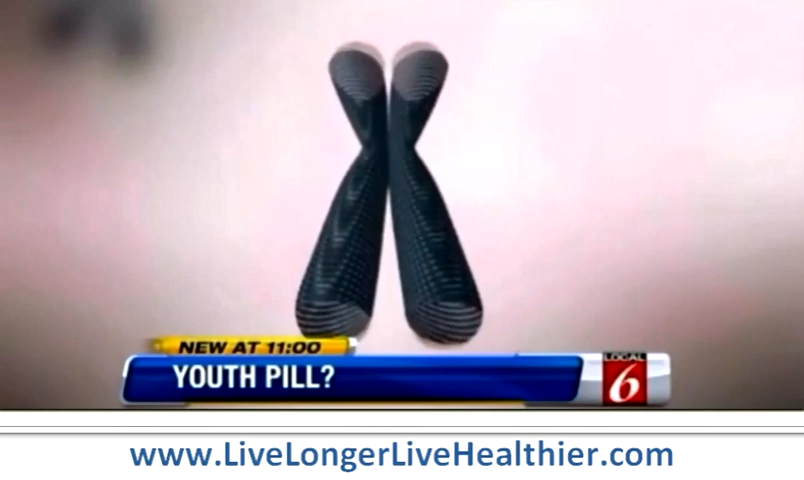 NEW AT 11:00
YOUTH PILL?
LOCAL
6
www.LiveLongerLiveHealthier.com